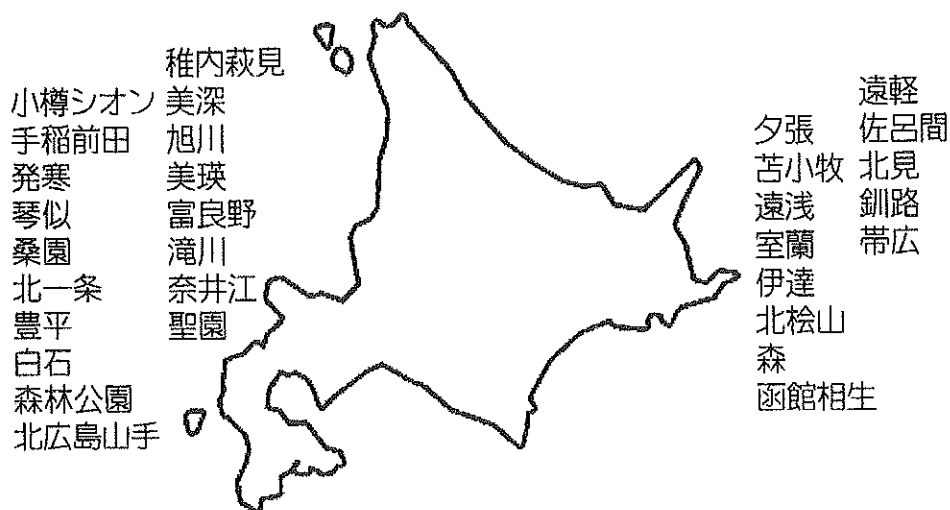 小樽シオン
手稲前田
発寒
琴似
桑園
北一条
豊平
白石
森林公園
北広島山手
稚内萩見
美深
旭川
美瑛
富良野
滝川
奈井江
聖園
夕張
苫小牧
遠浅
室蘭
伊達
北桧山
森
函館相生
遠軽
佐呂間
北見
釧路
帯広